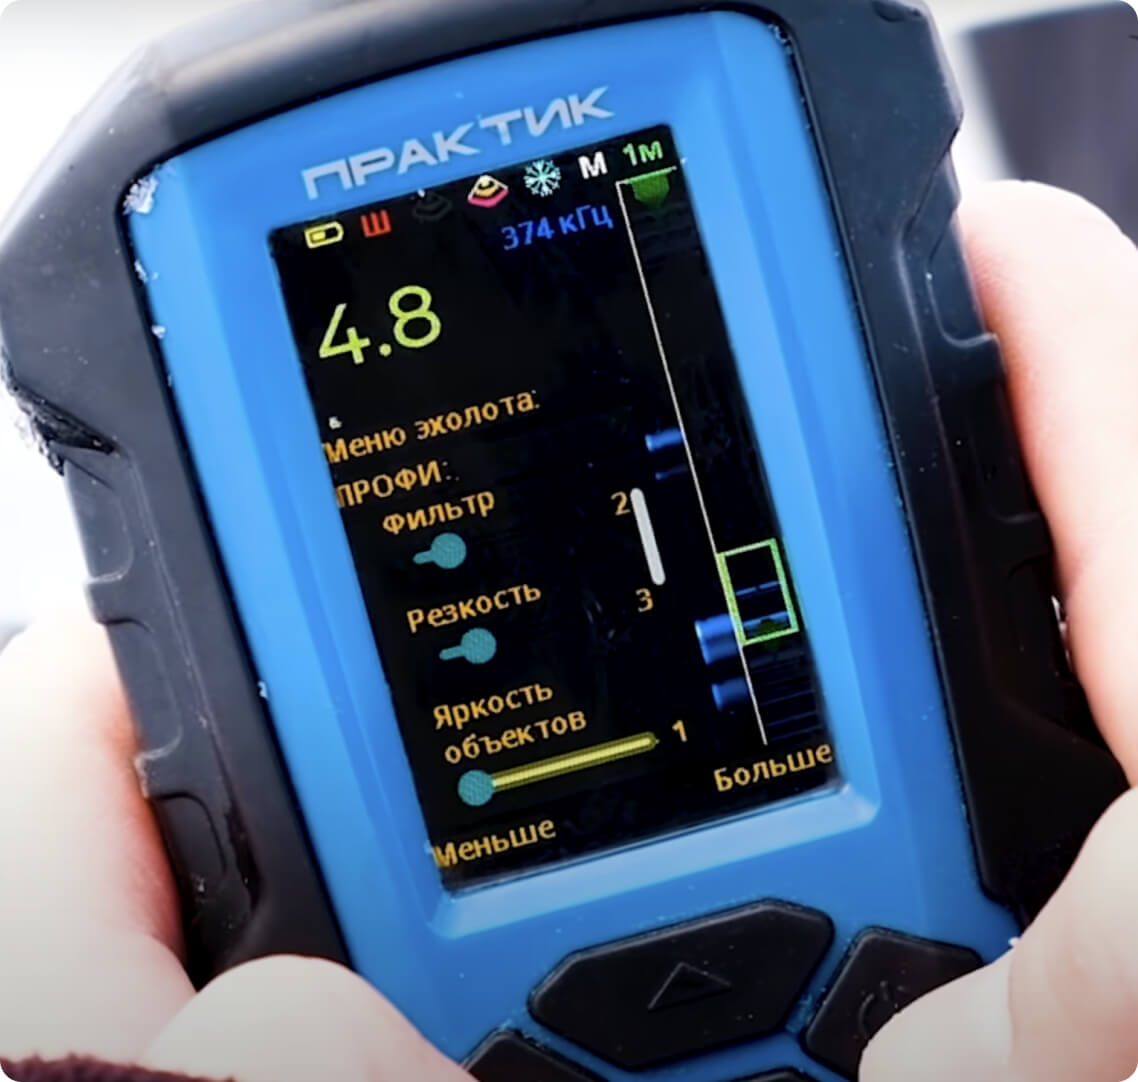 ПРАКТИК
Ш М 1м
374 кГц
4.8
Меню эхолота:
ПРОФИ:
Фильтр
2
Резкость
3
Яркость
объектов
1
Больше
Меньше